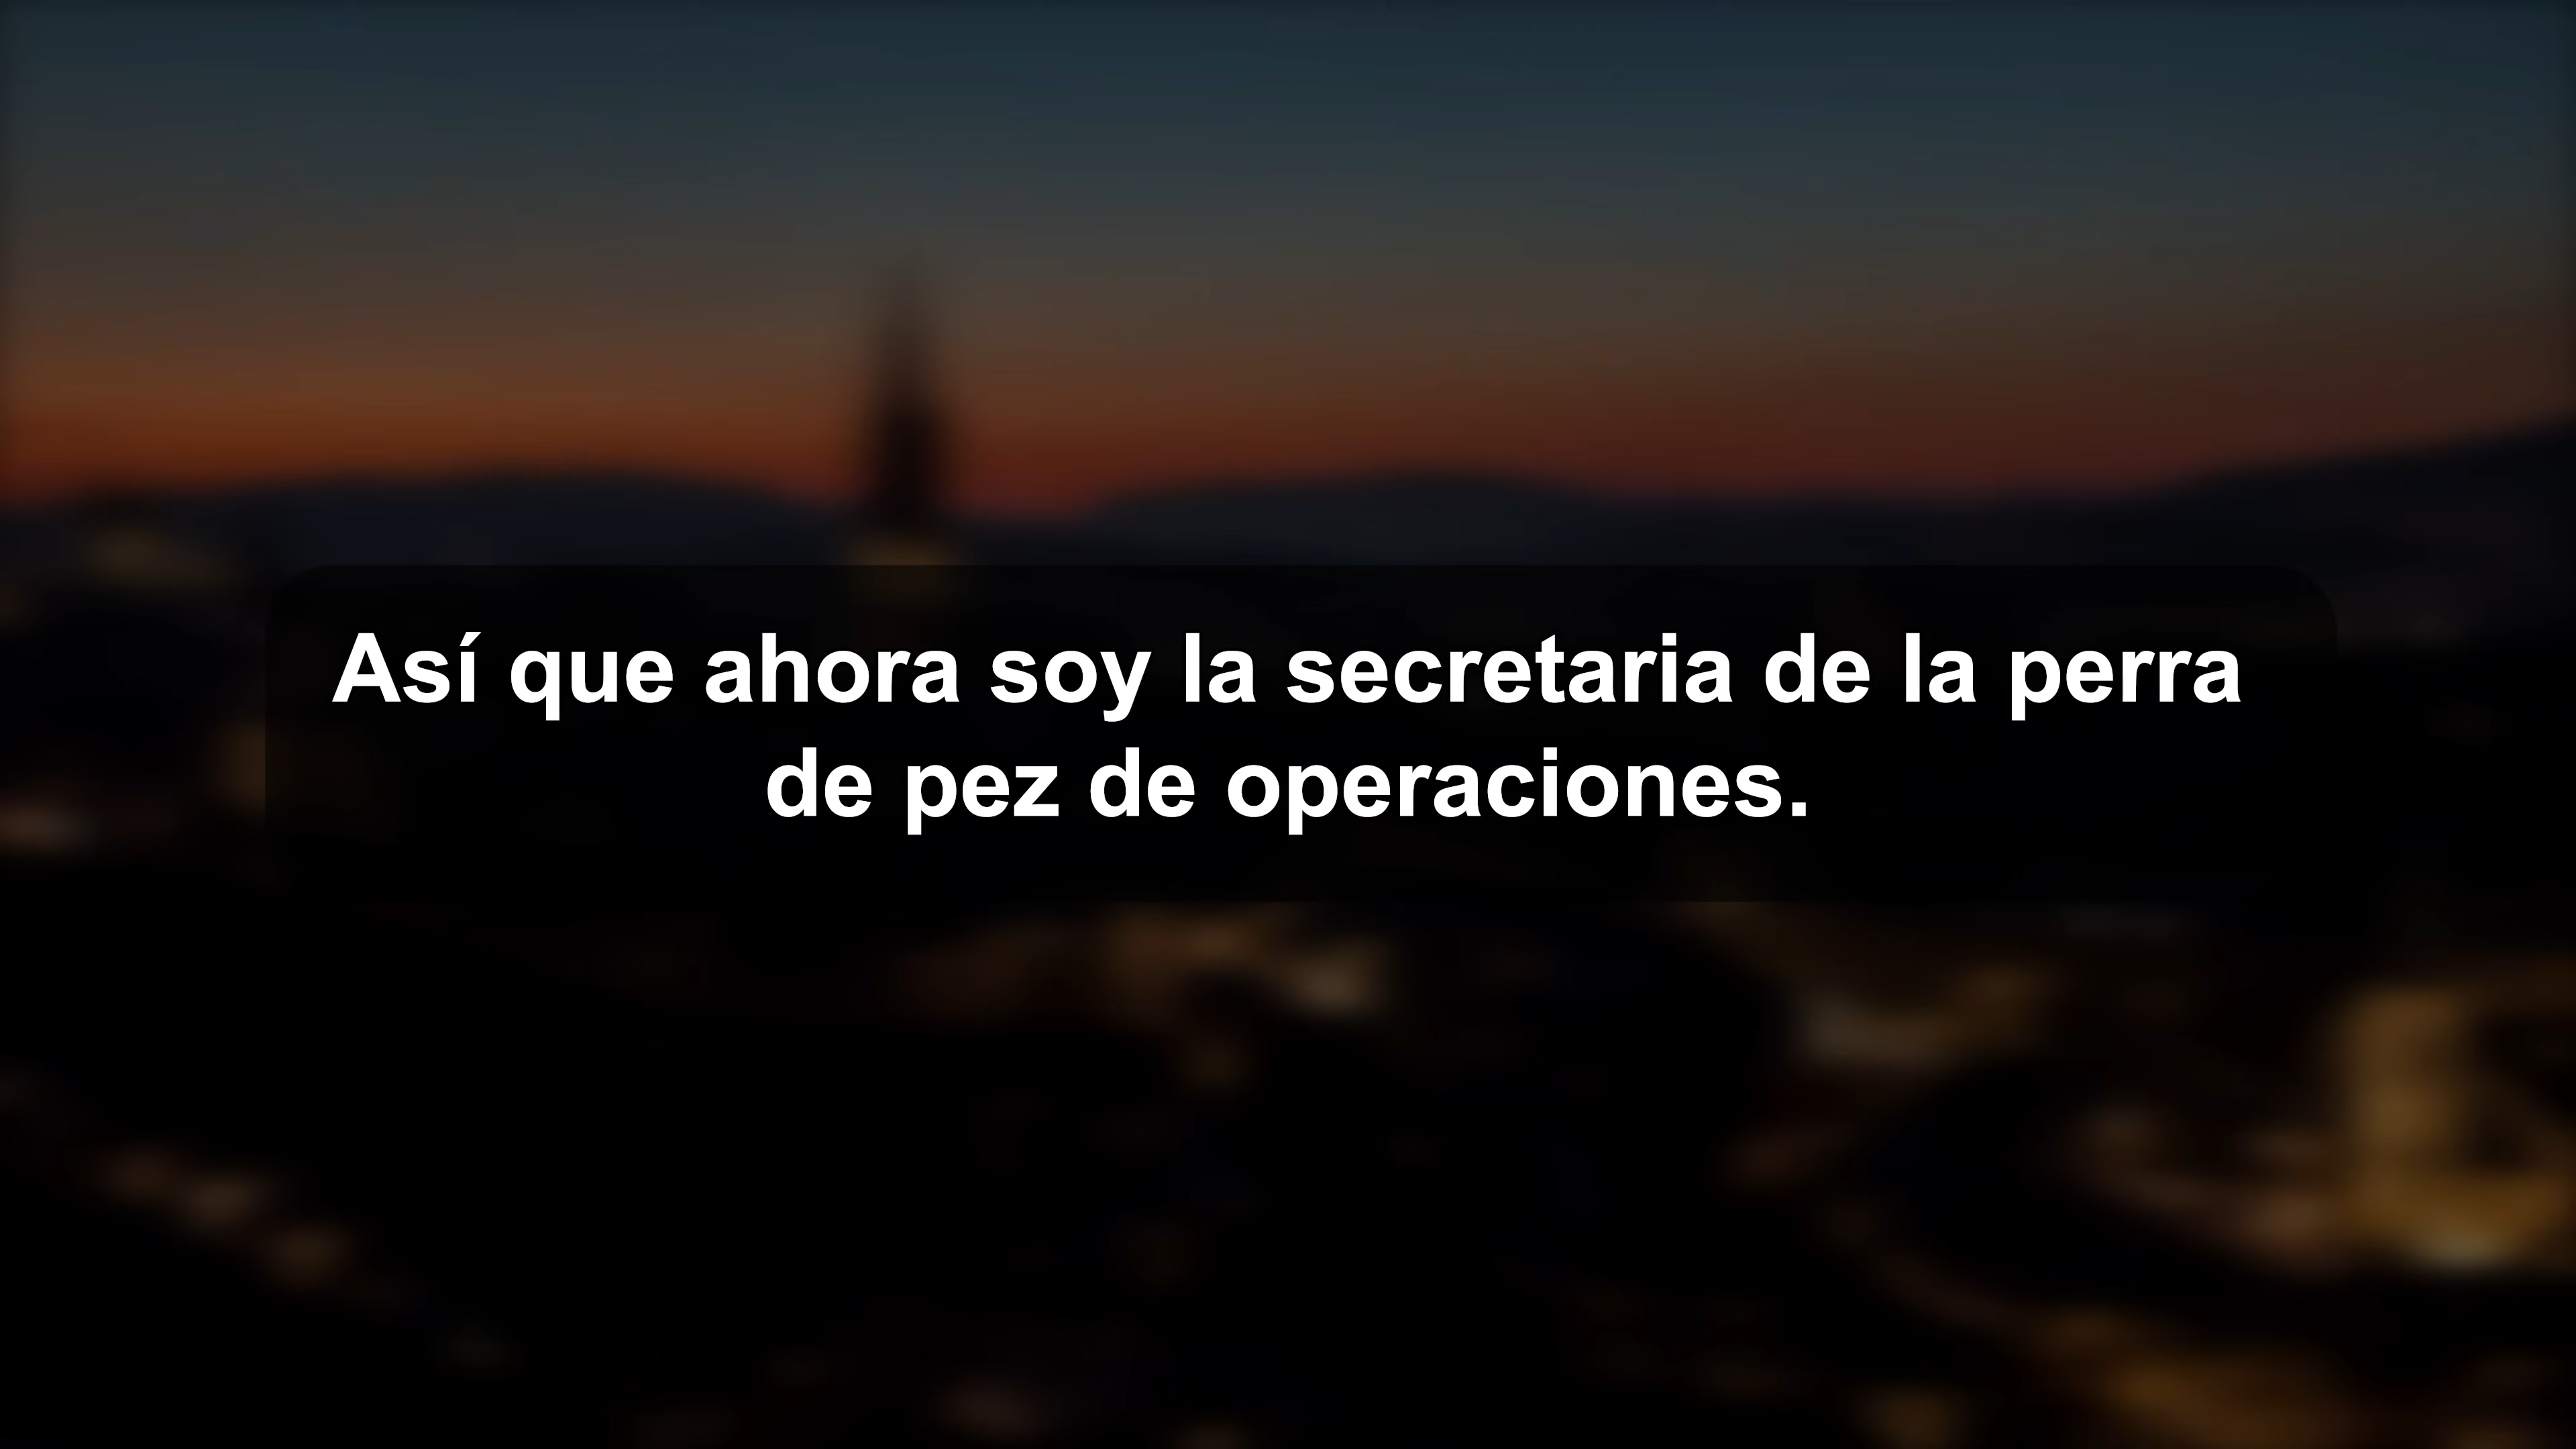 Así que ahora soy la secretaria de la perra
de pez de operaciones.